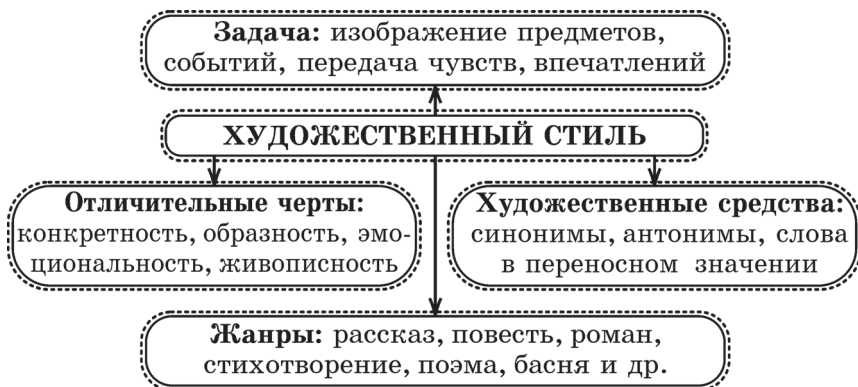 Задача: изображение предметов,
событий, передача чувств, впечатлений
ХУДОЖЕСТВЕННЫЙ СТИЛЬ
Отличительные черты:
конкретность, образность, эмо-
циональность, живописность
Художественные средства:
синонимы, антонимы, слова
в переносном значении
Жанры: рассказ, повесть, роман,
стихотворение, поэма, басня и др.